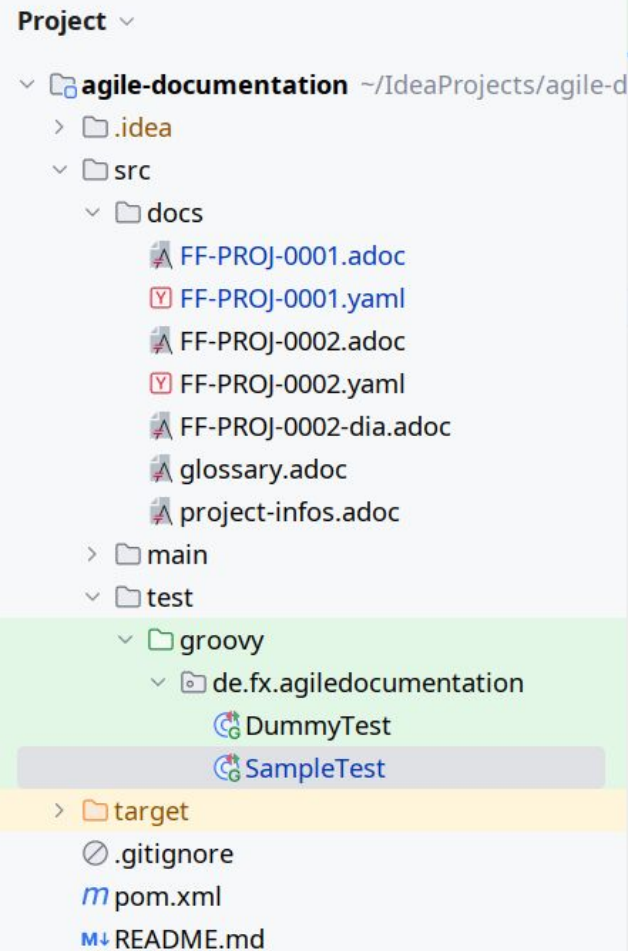 Project
agile-documentation ~/IdeaProjects/agile-d
.idea
src
docs
FF-PROJ-0001.adoc
Y FF-PROJ-0001.yaml
FF-PROJ-0002.adoc
Y FF-PROJ-0002.yaml
FF-PROJ-0002-dia.adoc
glossary.adoc
project-infos.adoc
main
test
groovy
de.fx.agiledocumentation
DummyTest
SampleTest
target
.gitignore
m pom.xml
M↓ README.md